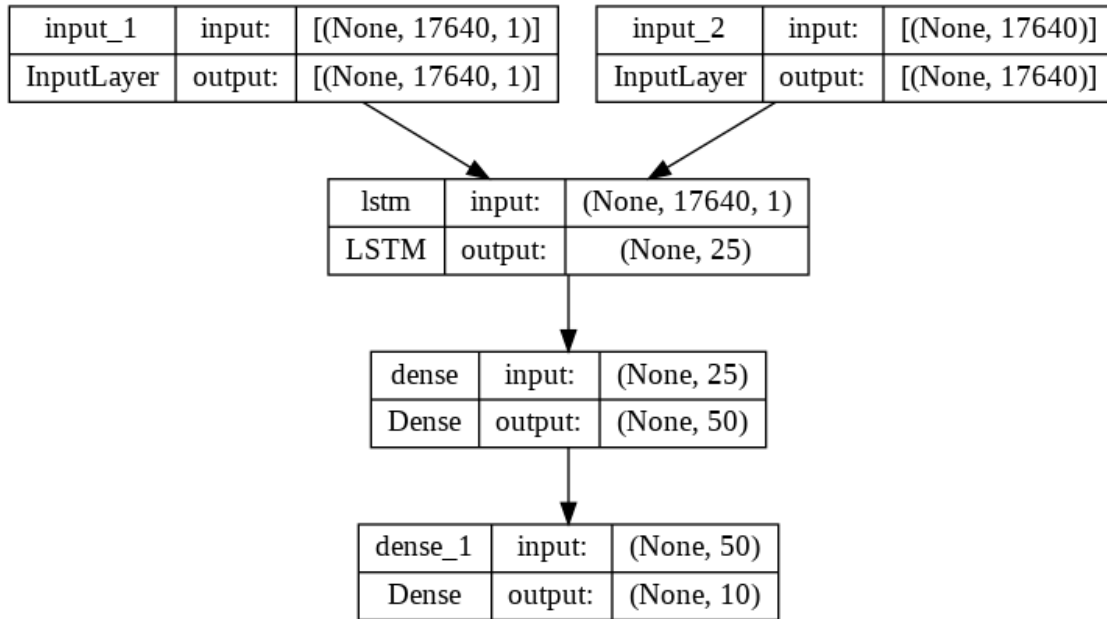 input_1 input: [(None, 17640, 1)] input_2 input: [(None, 17640)]
InputLayer output: [(None, 17640, 1)] InputLayer output: [(None, 17640)]
lstm input: (None, 17640, 1)
LSTM output: (None, 25)
dense input: (None, 25)
Dense output: (None, 50)
dense_1 input: (None, 50)
Dense output: (None, 10)